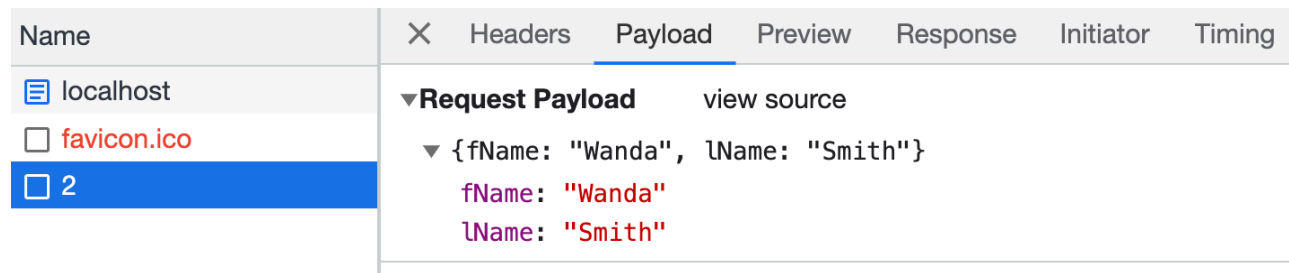 Name
localhost
favicon.ico
2
Headers Payload Preview Response Initiator Timing
▼Request Payload view source
▼ {fName: "Wanda", lName: "Smith"}
fName: "Wanda"
lName: "Smith"